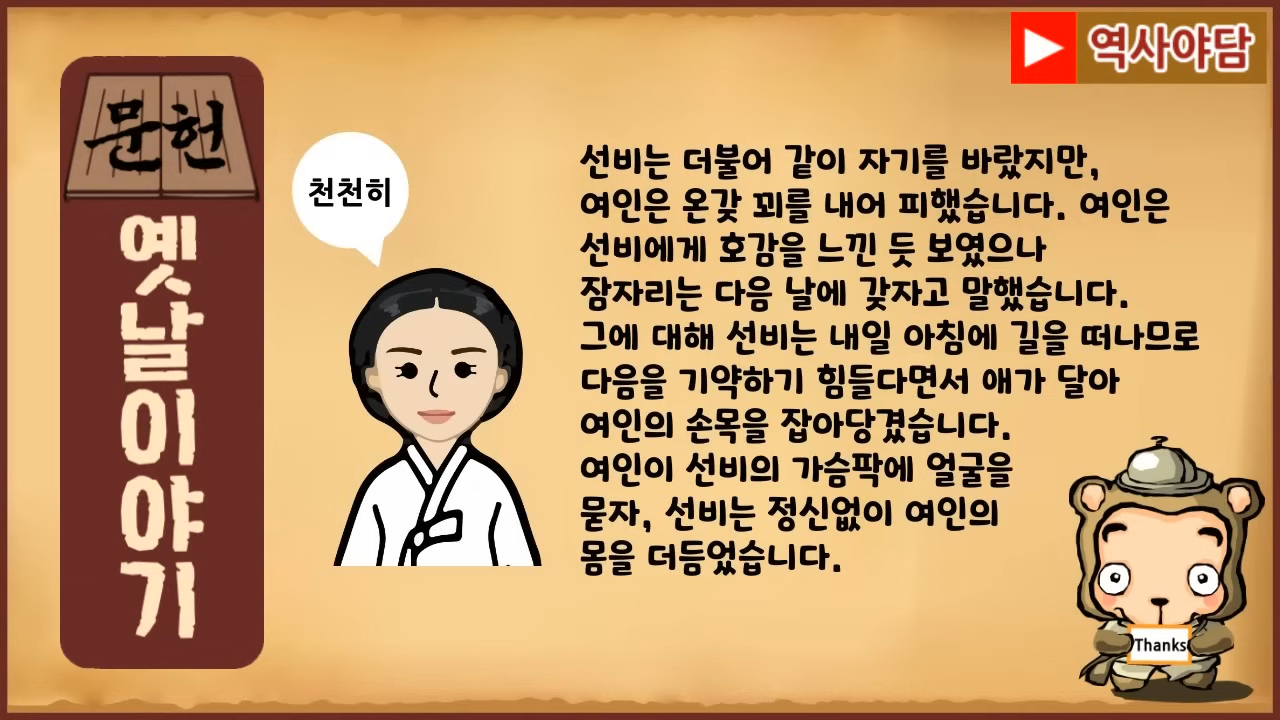 역사야담
문헌
옛날이야기
천천히
선비는 더불어 같이 자기를 바랐지만,
여인은 온갖 꾀를 내어 피했습니다. 여인은
선비에게 호감을 느낀 듯 보였으나
잠자리는 다음 날에 갖자고 말했습니다.
그에 대해 선비는 내일 아침에 길을 떠나므로
다음을 기약하기 힘들다면서 애가 달아
여인의 손목을 잡아당겼습니다.
여인이 선비의 가슴팍에 얼굴을
묻자, 선비는 정신없이 여인의
몸을 더듬었습니다.
Thanks